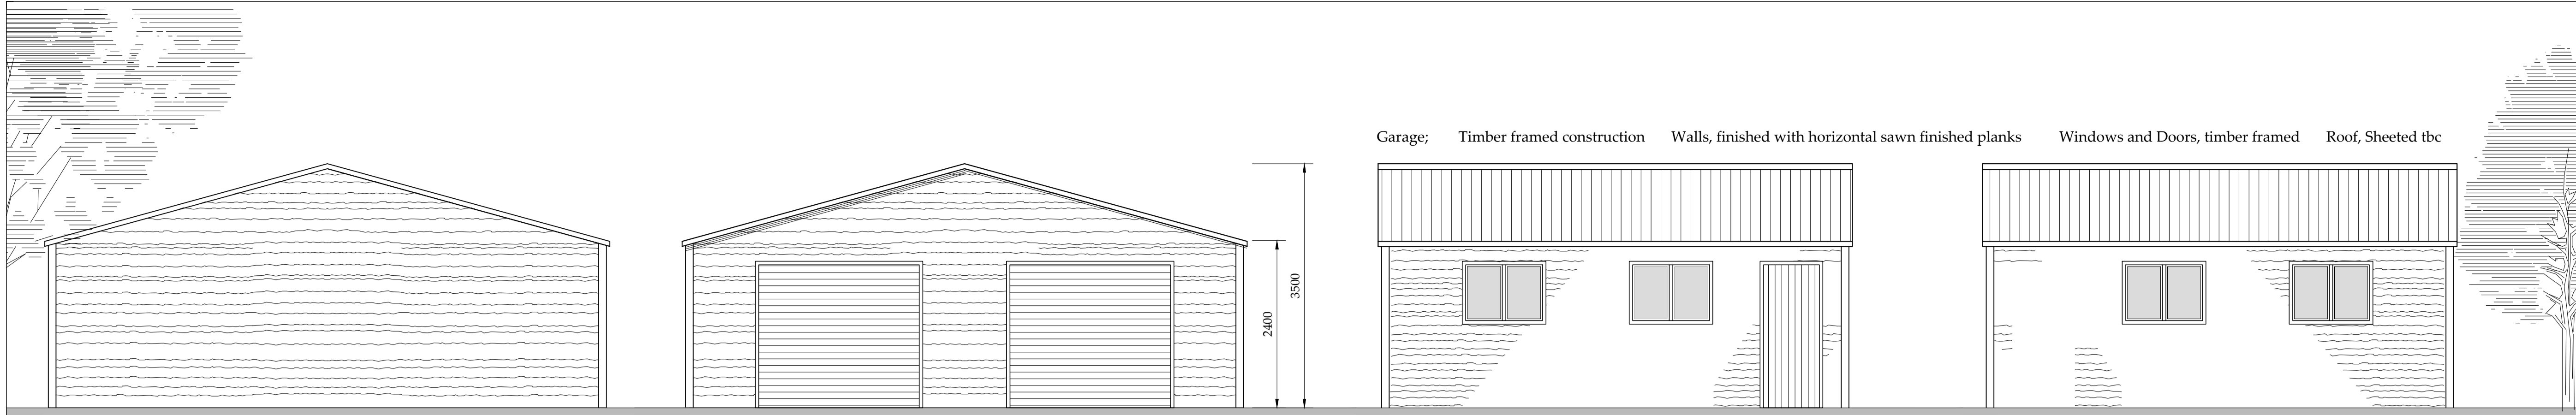 Garage; Timber framed construction Walls, finished with horizontal sawn finished planks Windows and Doors, timber framed Roof, Sheeted tbc
3500
2400